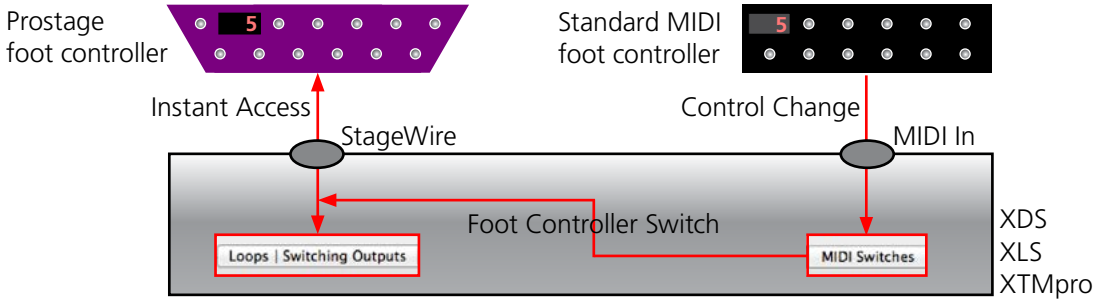 Prostage
foot controller
5
Standard MIDI
foot controller
5
Instant Access
Control Change
StageWire
MIDI In
Foot Controller Switch
Loops | Switching Outputs
MIDI Switches
XDS
XLS
XTMpro